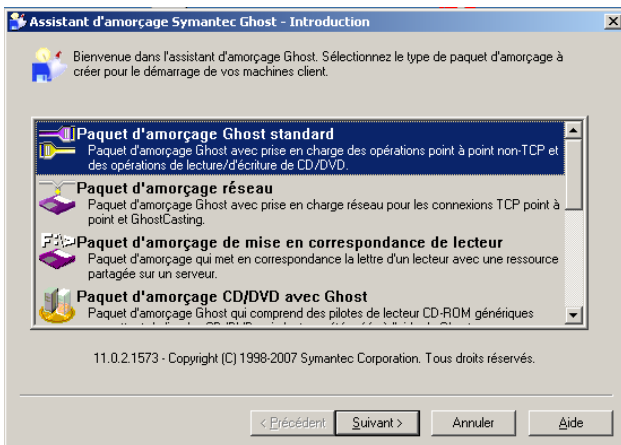 Assistant d'amorçage Symantec Ghost - Introduction
Bienvenue dans l'assistant d'amorçage Ghost. Sélectionnez le type de paquet d'amorçage à
créer pour le démarrage de vos machines client.
Paquet d'amorçage Ghost standard
Paquet d'amorçage Ghost avec prise en charge des opérations point à point non-TCP et
des opérations de lecture/d'écriture de CD/DVD.
Paquet d'amorçage réseau
Paquet d'amorçage Ghost avec prise en charge réseau pour les connexions TCP point à
point et GhostCasting.
Paquet d'amorçage de mise en correspondance de lecteur
Paquet d'amorçage qui met en correspondance la lettre d'un lecteur avec une ressource
partagée sur un serveur.
Paquet d'amorçage CD/DVD avec Ghost
Paquet d'amorçage Ghost qui comprend des pilotes de lecteur CD-ROM génériques
11.0.2.1573 - Copyright (C) 1998-2007 Symantec Corporation. Tous droits réservés.
< Précédent Suivant > Annuler Aide